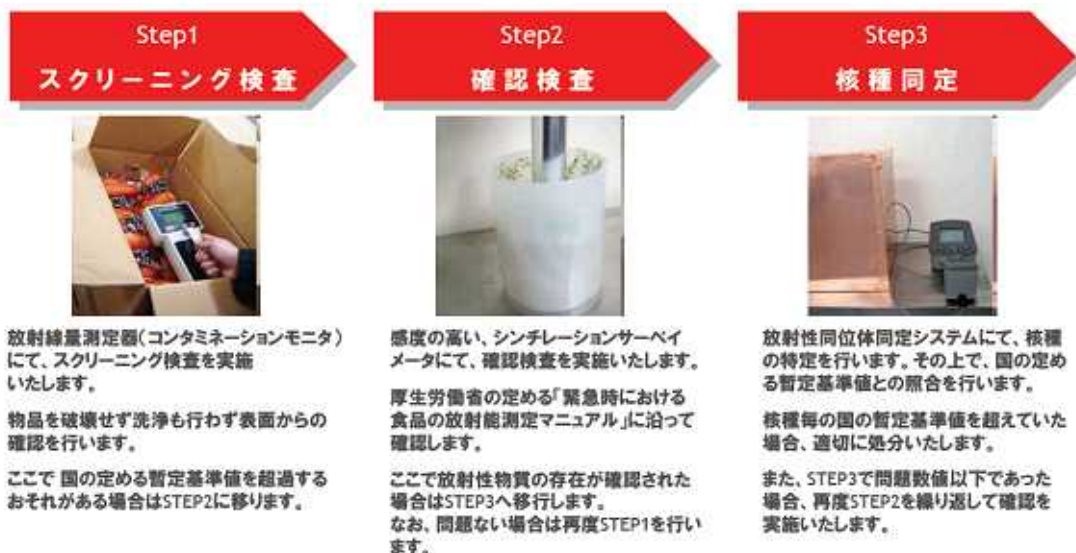 Step1
スクリーニング検査
放射線量測定器(コンタミネーションモニタ)
にて、スクリーニング検査を実施
いたします。
物品を破壊せず洗浄も行わず表面からの
確認を行います。
ここで 国の定める暫定基準値を超過する
おそれがある場合はSTEP2に移ります。
Step2
確認検査
感度の高い、シンチレーションサーベイ
メータにて、確認検査を実施いたします。
厚生労働省の定める「緊急時における
食品の放射能測定マニュアル」に沿って
確認します。
ここで放射性物質の存在が確認された
場合はSTEP3へ移行します。
なお、問題ない場合は再度STEP1を行い
ます。
Step3
核種同定
放射性同位体同定システムにて、核種
の特定を行います。その上で、国の定め
る暫定基準値との照合を行います。
核種毎の国の暫定基準値を超えていた
場合、適切に処分いたします。
また、STEP3で問題数値以下であった
場合、再度STEP2を繰り返して確認を
実施いたします。